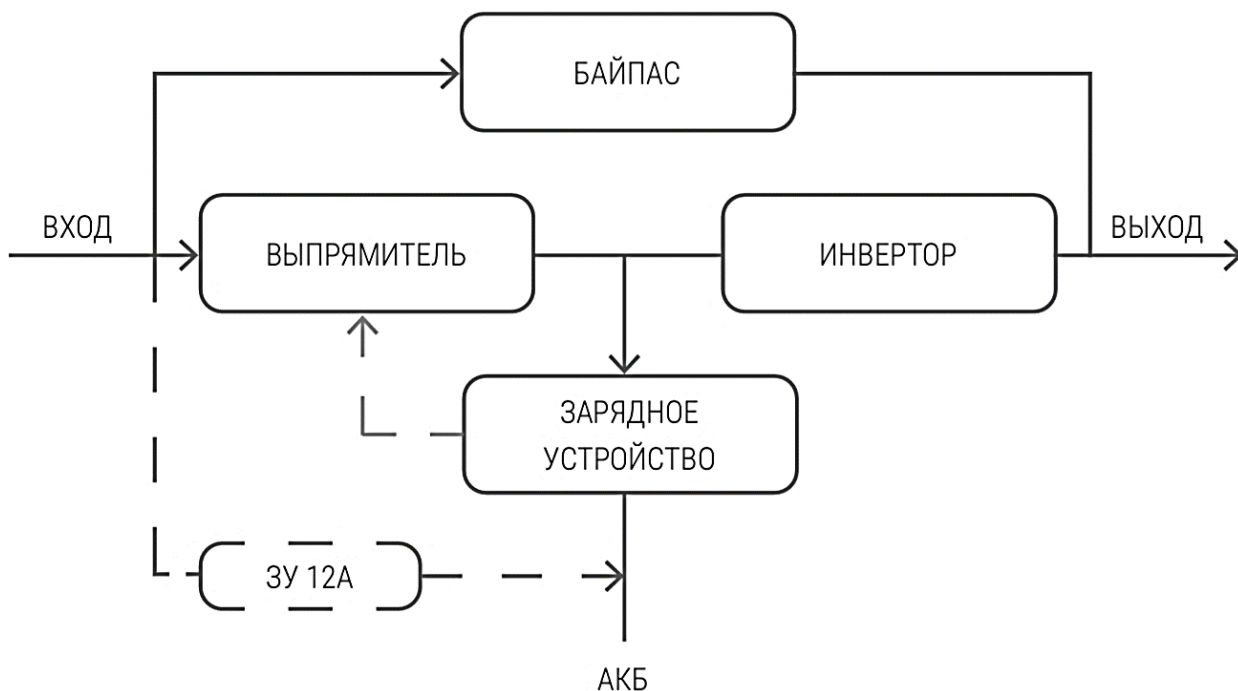 БАЙПАС
ВХОД
ВЫПРЯМИТЕЛЬ
ИНВЕРТОР
ВЫХОД
ЗАРЯДНОЕ
УСТРОЙСТВО
ЗУ 12А
АКБ